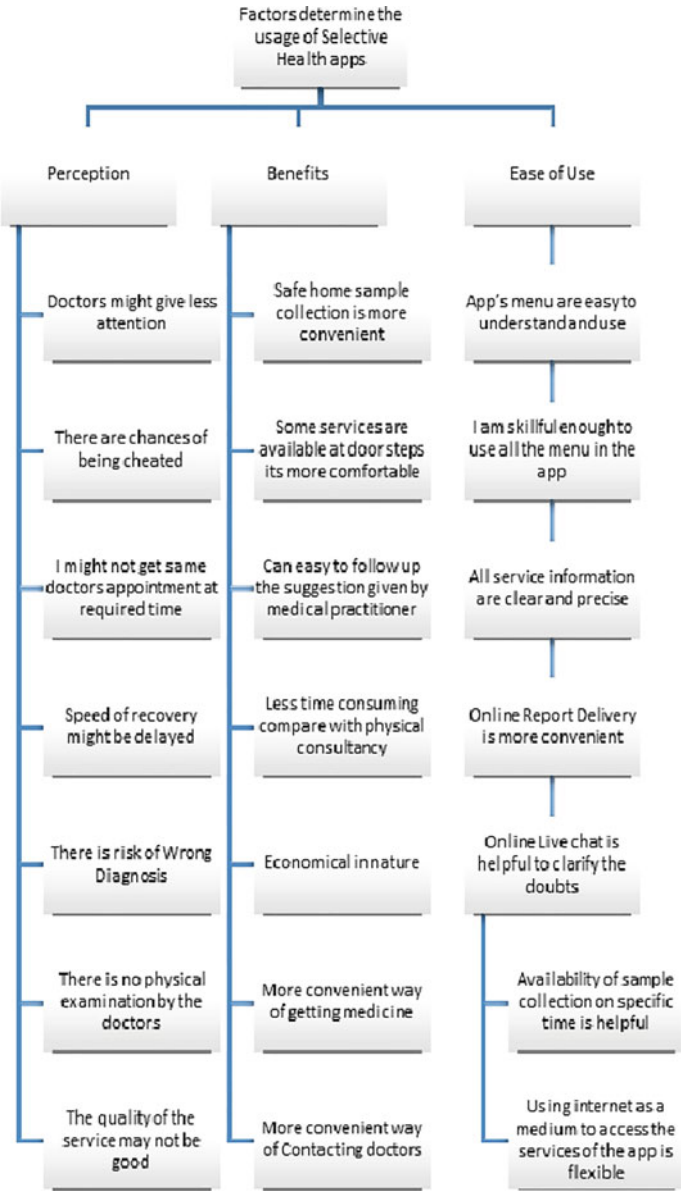 Factors determine the
usage of Selective
Health apps
Perception
Doctors might give less
attention
There are chances of
being cheated
I might not get same
doctors appointment at
required time
Speed of recovery
might be delayed
There is risk of Wrong
Diagnosis
There is no physical
examination by the
doctors
The quality of the
service may not be
good
Benefits
Safe home sample
collection is more
convenient
Some services are
available at door steps
its more comfortable
Can easy to follow up
the suggestion given by
medical practitioner
Less time consuming
compare with physical
consultancy
Economical in nature
More convenient way
of getting medicine
More convenient way
of Contacting doctors
Ease of Use
App's menu are easy to
understand and use
I am skillful enough to
use all the menu in the
app
All service information
are clear and precise
Online Report Delivery
is more convenient
Online Live chat is
helpful to clarify the
doubts
Availability of sample
collection on specific
time is helpful
Using internet as a
medium to access the
services of the app is
flexible